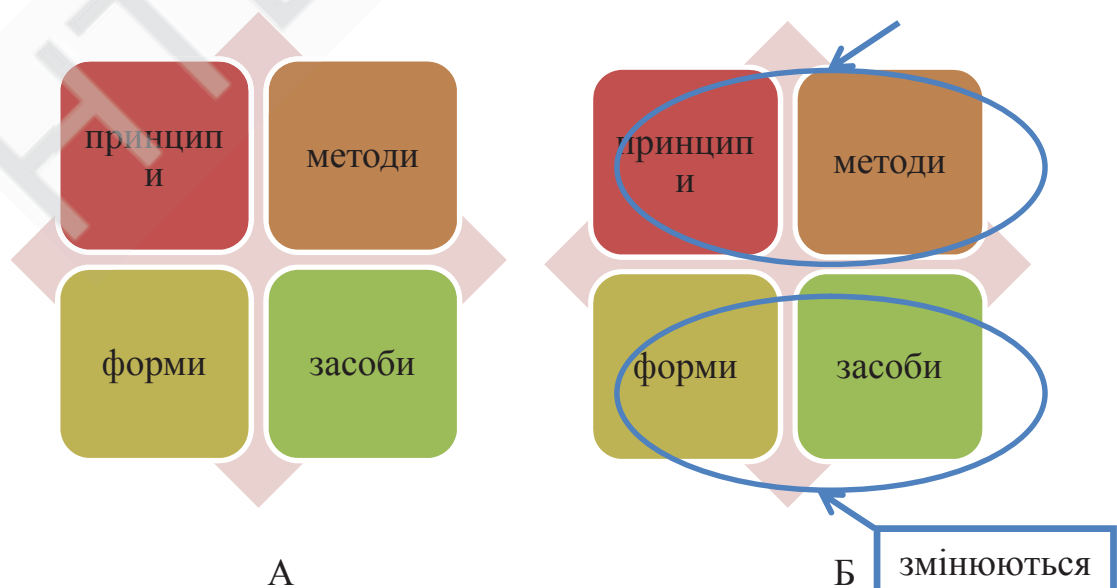 принцип
и
методи
форми
засоби
А
принцип
и
методи
форми
засоби
Б
змінюються